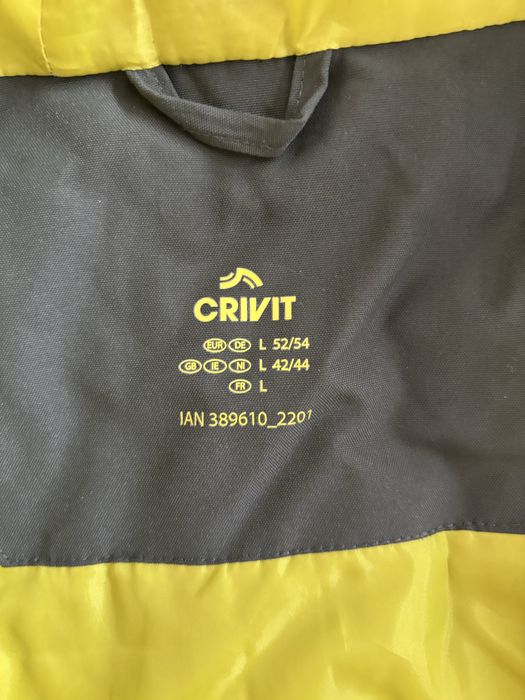 CRIVIT
EUR DE L 52/54
GB IE NI L 42/44
FR L
IAN 389610_2201